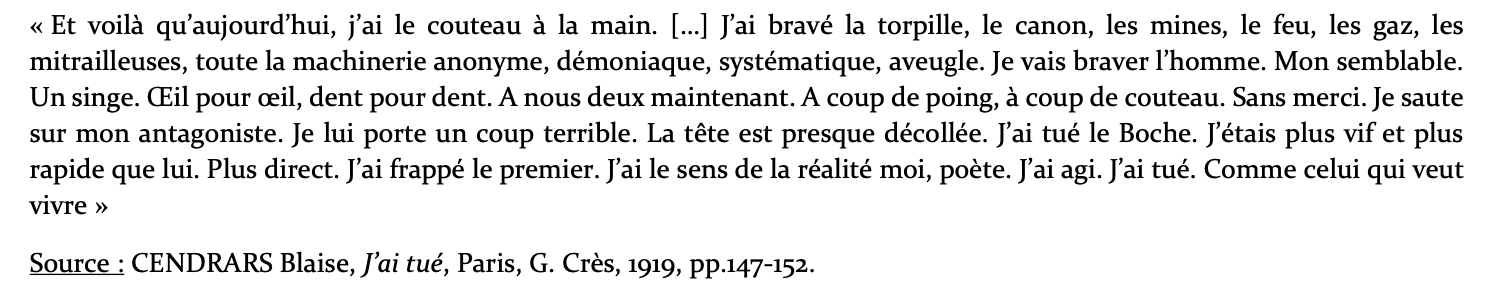 « Et voilà qu’aujourd’hui, j’ai le couteau à la main. [...] J’ai bravé la torpille, le canon, les mines, le feu, les gaz, les
mitrailleuses, toute la machinerie anonyme, démoniaque, systématique, aveugle. Je vais braver l’homme. Mon semblable.
Un singe. Œil pour œil, dent pour dent. A nous deux maintenant. A coup de poing, à coup de couteau. Sans merci. Je saute
sur mon antagoniste. Je lui porte un coup terrible. La tête est presque décollée. J’ai tué le Boche. J’étais plus vif et plus
rapide que lui. Plus direct. J’ai frappé le premier. J’ai le sens de la réalité moi, poète. J’ai agi. J’ai tué. Comme celui qui veut
vivre »
Source : CENDRARS Blaise, J’ai tué, Paris, G. Crès, 1919, pp.147-152.